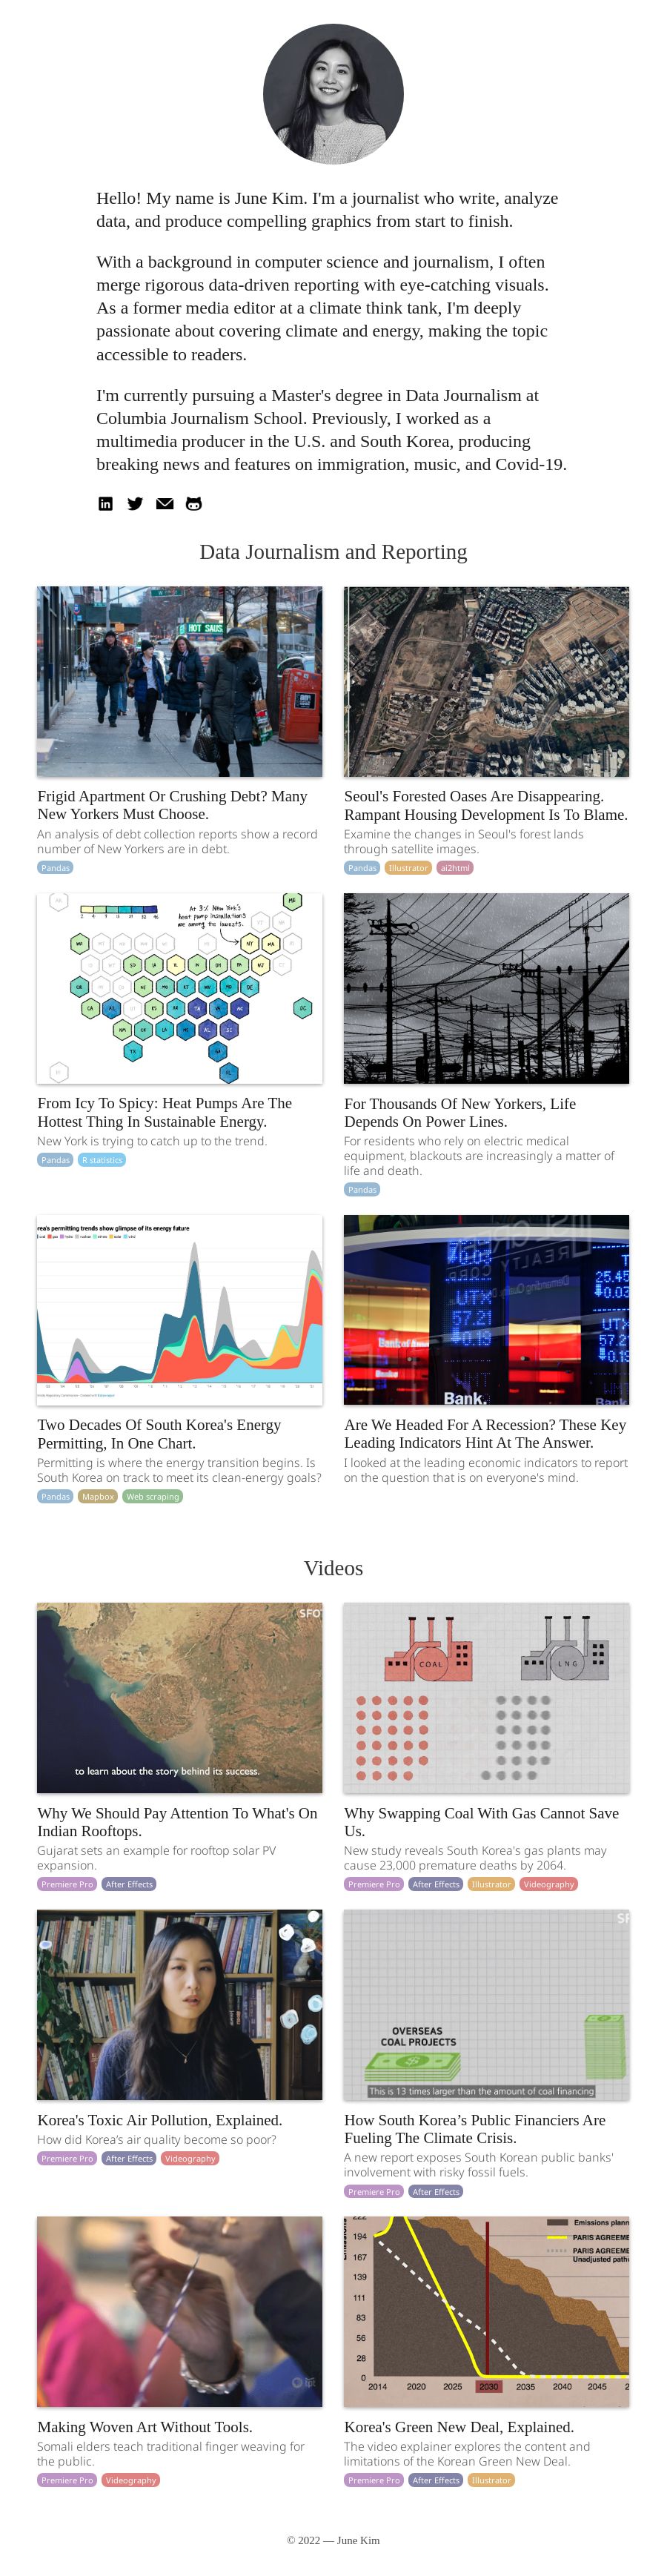 Hello! My name is June Kim. I'm a journalist who write, analyze
data, and produce compelling graphics from start to finish.
With a background in computer science and journalism, I often
merge rigorous data-driven reporting with eye-catching visuals.
As a former media editor at a climate think tank, I'm deeply
passionate about covering climate and energy, making the topic
accessible to readers.
I'm currently pursuing a Master's degree in Data Journalism at
Columbia Journalism School. Previously, I worked as a
multimedia producer in the U.S. and South Korea, producing
breaking news and features on immigration, music, and Covid-19.
in
Data Journalism and Reporting
HOT SAUS
Frigid Apartment Or Crushing Debt? Many
New Yorkers Must Choose.
An analysis of debt collection reports show a record
number of New Yorkers are in debt.
Pandas
Seoul's Forested Oases Are Disappearing.
Rampant Housing Development Is To Blame.
Examine the changes in Seoul's forest lands
through satellite images.
Pandas Illustrator ai2html
At 3% New York's
heat pump installations
are among the lowests.
ME
NY MA
From Icy To Spicy: Heat Pumps Are The
Hottest Thing In Sustainable Energy.
New York is trying to catch up to the trend.
Pandas R statistics
For Thousands Of New Yorkers, Life
Depends On Power Lines.
For residents who rely on electric medical
equipment, blackouts are increasingly a matter of
life and death.
Pandas
rea's permitting trends show glimpse of its energy future
Two Decades Of South Korea's Energy
Permitting, In One Chart.
Permitting is where the energy transition begins. Is
South Korea on track to meet its clean-energy goals?
Pandas Mapbox Web scraping
REALTY
UTX
57.21
0.19
25.45
0.03
UTX
57.2
0.19
Bank.
Are We Headed For A Recession? These Key
Leading Indicators Hint At The Answer.
I looked at the leading economic indicators to report
on the question that is on everyone's mind.
Videos
SFO
to learn about the story behind its success.
Why We Should Pay Attention To What's On
Indian Rooftops.
Gujarat sets an example for rooftop solar PV
expansion.
Premiere Pro After Effects
COAL
LNG
Why Swapping Coal With Gas Cannot Save
Us.
New study reveals South Korea's gas plants may
cause 23,000 premature deaths by 2064.
Premiere Pro After Effects Illustrator Videography
Korea's Toxic Air Pollution, Explained.
How did Korea's air quality become so poor?
Premiere Pro After Effects Videography
OVERSEAS
COAL PROJECTS
This is 13 times larger than the amount of coal financing
How South Korea’s Public Financiers Are
Fueling The Climate Crisis.
A new report exposes South Korean public banks'
involvement with risky fossil fuels.
Premiere Pro After Effects
Making Woven Art Without Tools.
Somali elders teach traditional finger weaving for
the public.
Premiere Pro Videography
222
194
167
139
111
83
56
28
0
2014 2020 2025 2030 2035 2040 2045 2
Emissions plann
PARIS AGREEME
PARIS AGREEME
Unadjusted path
Korea's Green New Deal, Explained.
The video explainer explores the content and
limitations of the Korean Green New Deal.
Premiere Pro After Effects Illustrator
© 2022 — June Kim